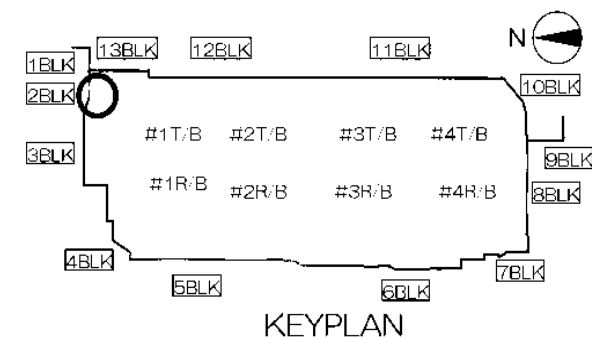 13BLK 12BLK 11BLK N
1BLK
2BLK 10BLK
#1T/B #2T/B #3T/B #4T/B
3BLK 9BLK
#1R/B #2R/B #3R/B #4R/B 8BLK
4BLK 7BLK
5BLK 6BLK
KEYPLAN